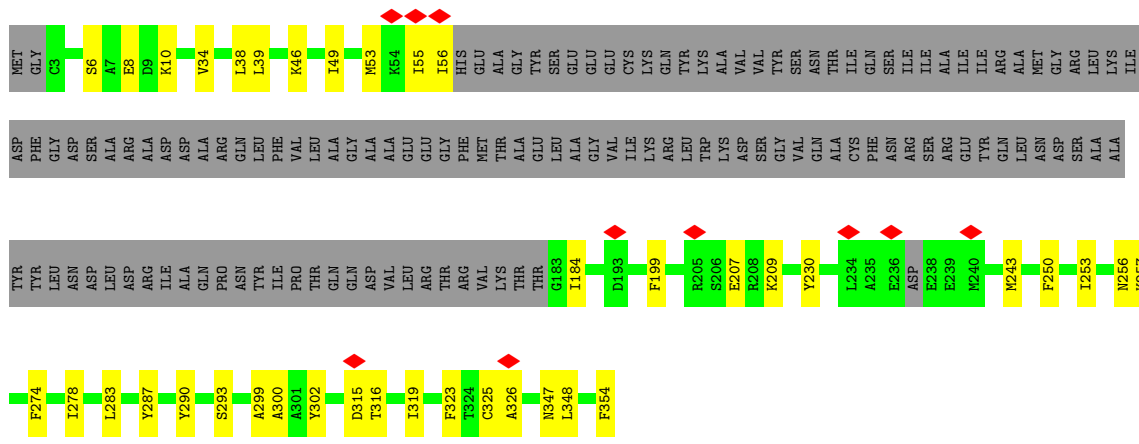 MET GLY C3 S6 A7 E8 D9 K10 V34 L38 L39 K46 I49 M53 K54 I55 I56 HIS GLU ALA GLY TYR SER GLU GLU GLU CYS LYS GLN TYR LYS ALA VAL VAL TYR SER ASN THR ILE GLN SER ILE ILE ALA ILE ILE ARG ALA MET GLY ARG LEU LYS ILE
ASP PHE GLY ASP SER ALA ARG ALA ASP ASP ALA ARG GLN LEU PHE VAL LEU ALA GLY ALA ALA GLU GLU GLY PHE MET THR ALA GLU LEU ALA GLY VAL ILE LYS ARG LEU TRP LYS ASP SER GLY VAL GLN ALA CYS PHE ASN ARG SER ARG GLU TYR GLN LEU ASN ASP SER ALA ALA
TYR TYR LEU ASN ASP LEU ASP ARG ILE ALA GLN PRO ASN TYR ILE PRO THR GLN GLN ASP VAL LEU ARG THR ARG VAL LYS THR THR G183 I184 D193 F199 R205 S206 E207 R208 K209 Y230 L234 A235 E236 ASP E238 E239 M240 M243 F250 I253 N256
F274 I278 L283 Y287 Y290 S293 A299 A300 A301 Y302 D315 T316 I319 F323 T324 C325 A326 N347 L348 F354